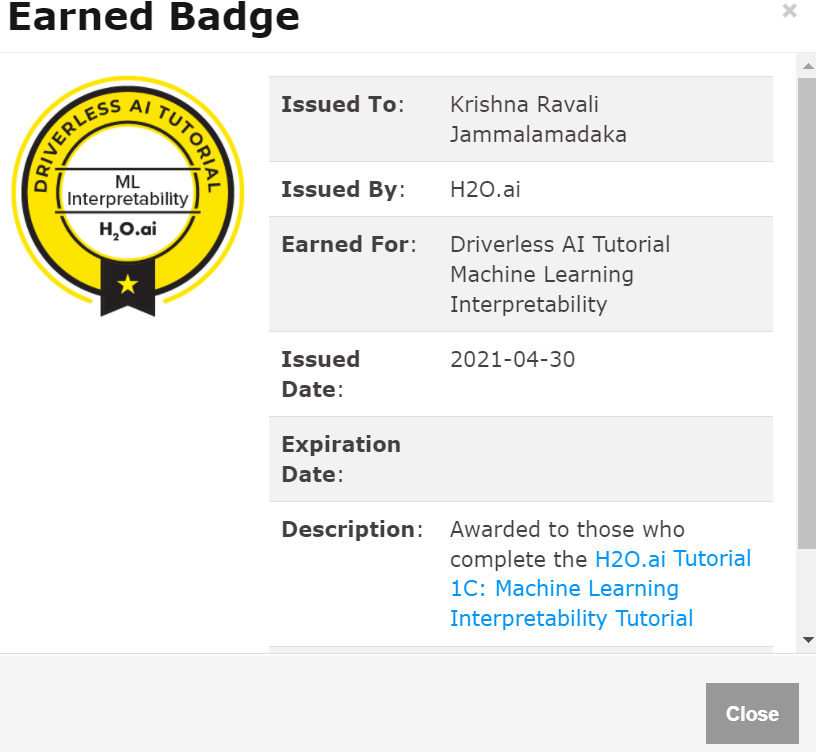 Earned Badge
×
DRIVERLESS AI TUTORIAL
ML
Interpretability
H2O.ai
Issued To: Krishna Ravali
Jammalamadaka
Issued By: H2O.ai
Earned For: Driverless AI Tutorial
Machine Learning
Interpretability
Issued 2021-04-30
Date:
Expiration
Date:
Description: Awarded to those who
complete the H2O.ai Tutorial
1C: Machine Learning
Interpretability Tutorial
Close